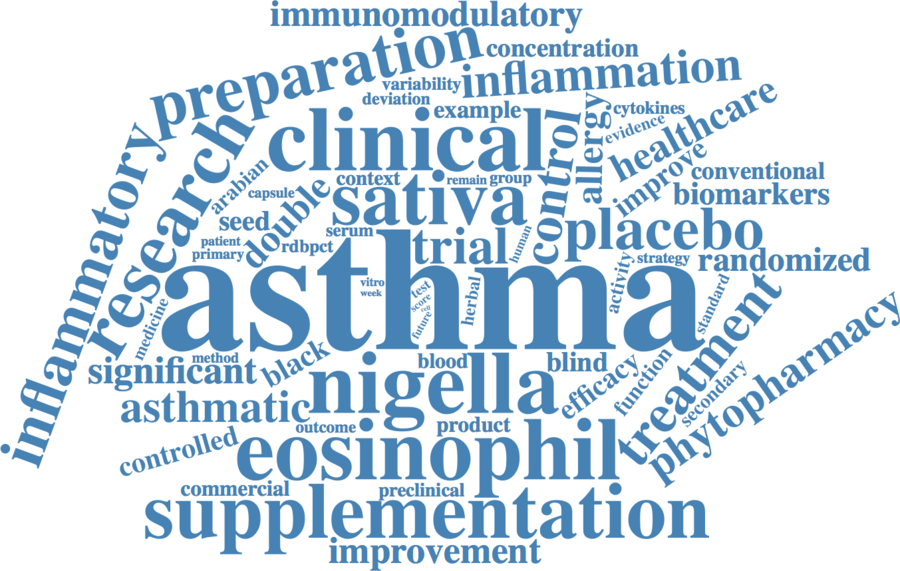 immunomodulatory
preparation
concentration
variability
inflammation
deviation
example
cytokines
clinical
control
allergy
evidence
healthcare
inflammatory
research
arabian
capsule
double
context
remain
group
sativa
improve
conventional
biomarkers
seed
serum
placebo
patient
primary
rdbpct
trial
human
activity
strategy
randomized
asthma
vitro
week
test
score
cell
future
herbal
standard
medicine
method
significant
black
blood
blind
nigella
efficacy
function
treatment
secondary
phytopharmacy
asthmatic
outcome
product
controlled
eosinophil
commercial
preclinical
supplementation
improvement